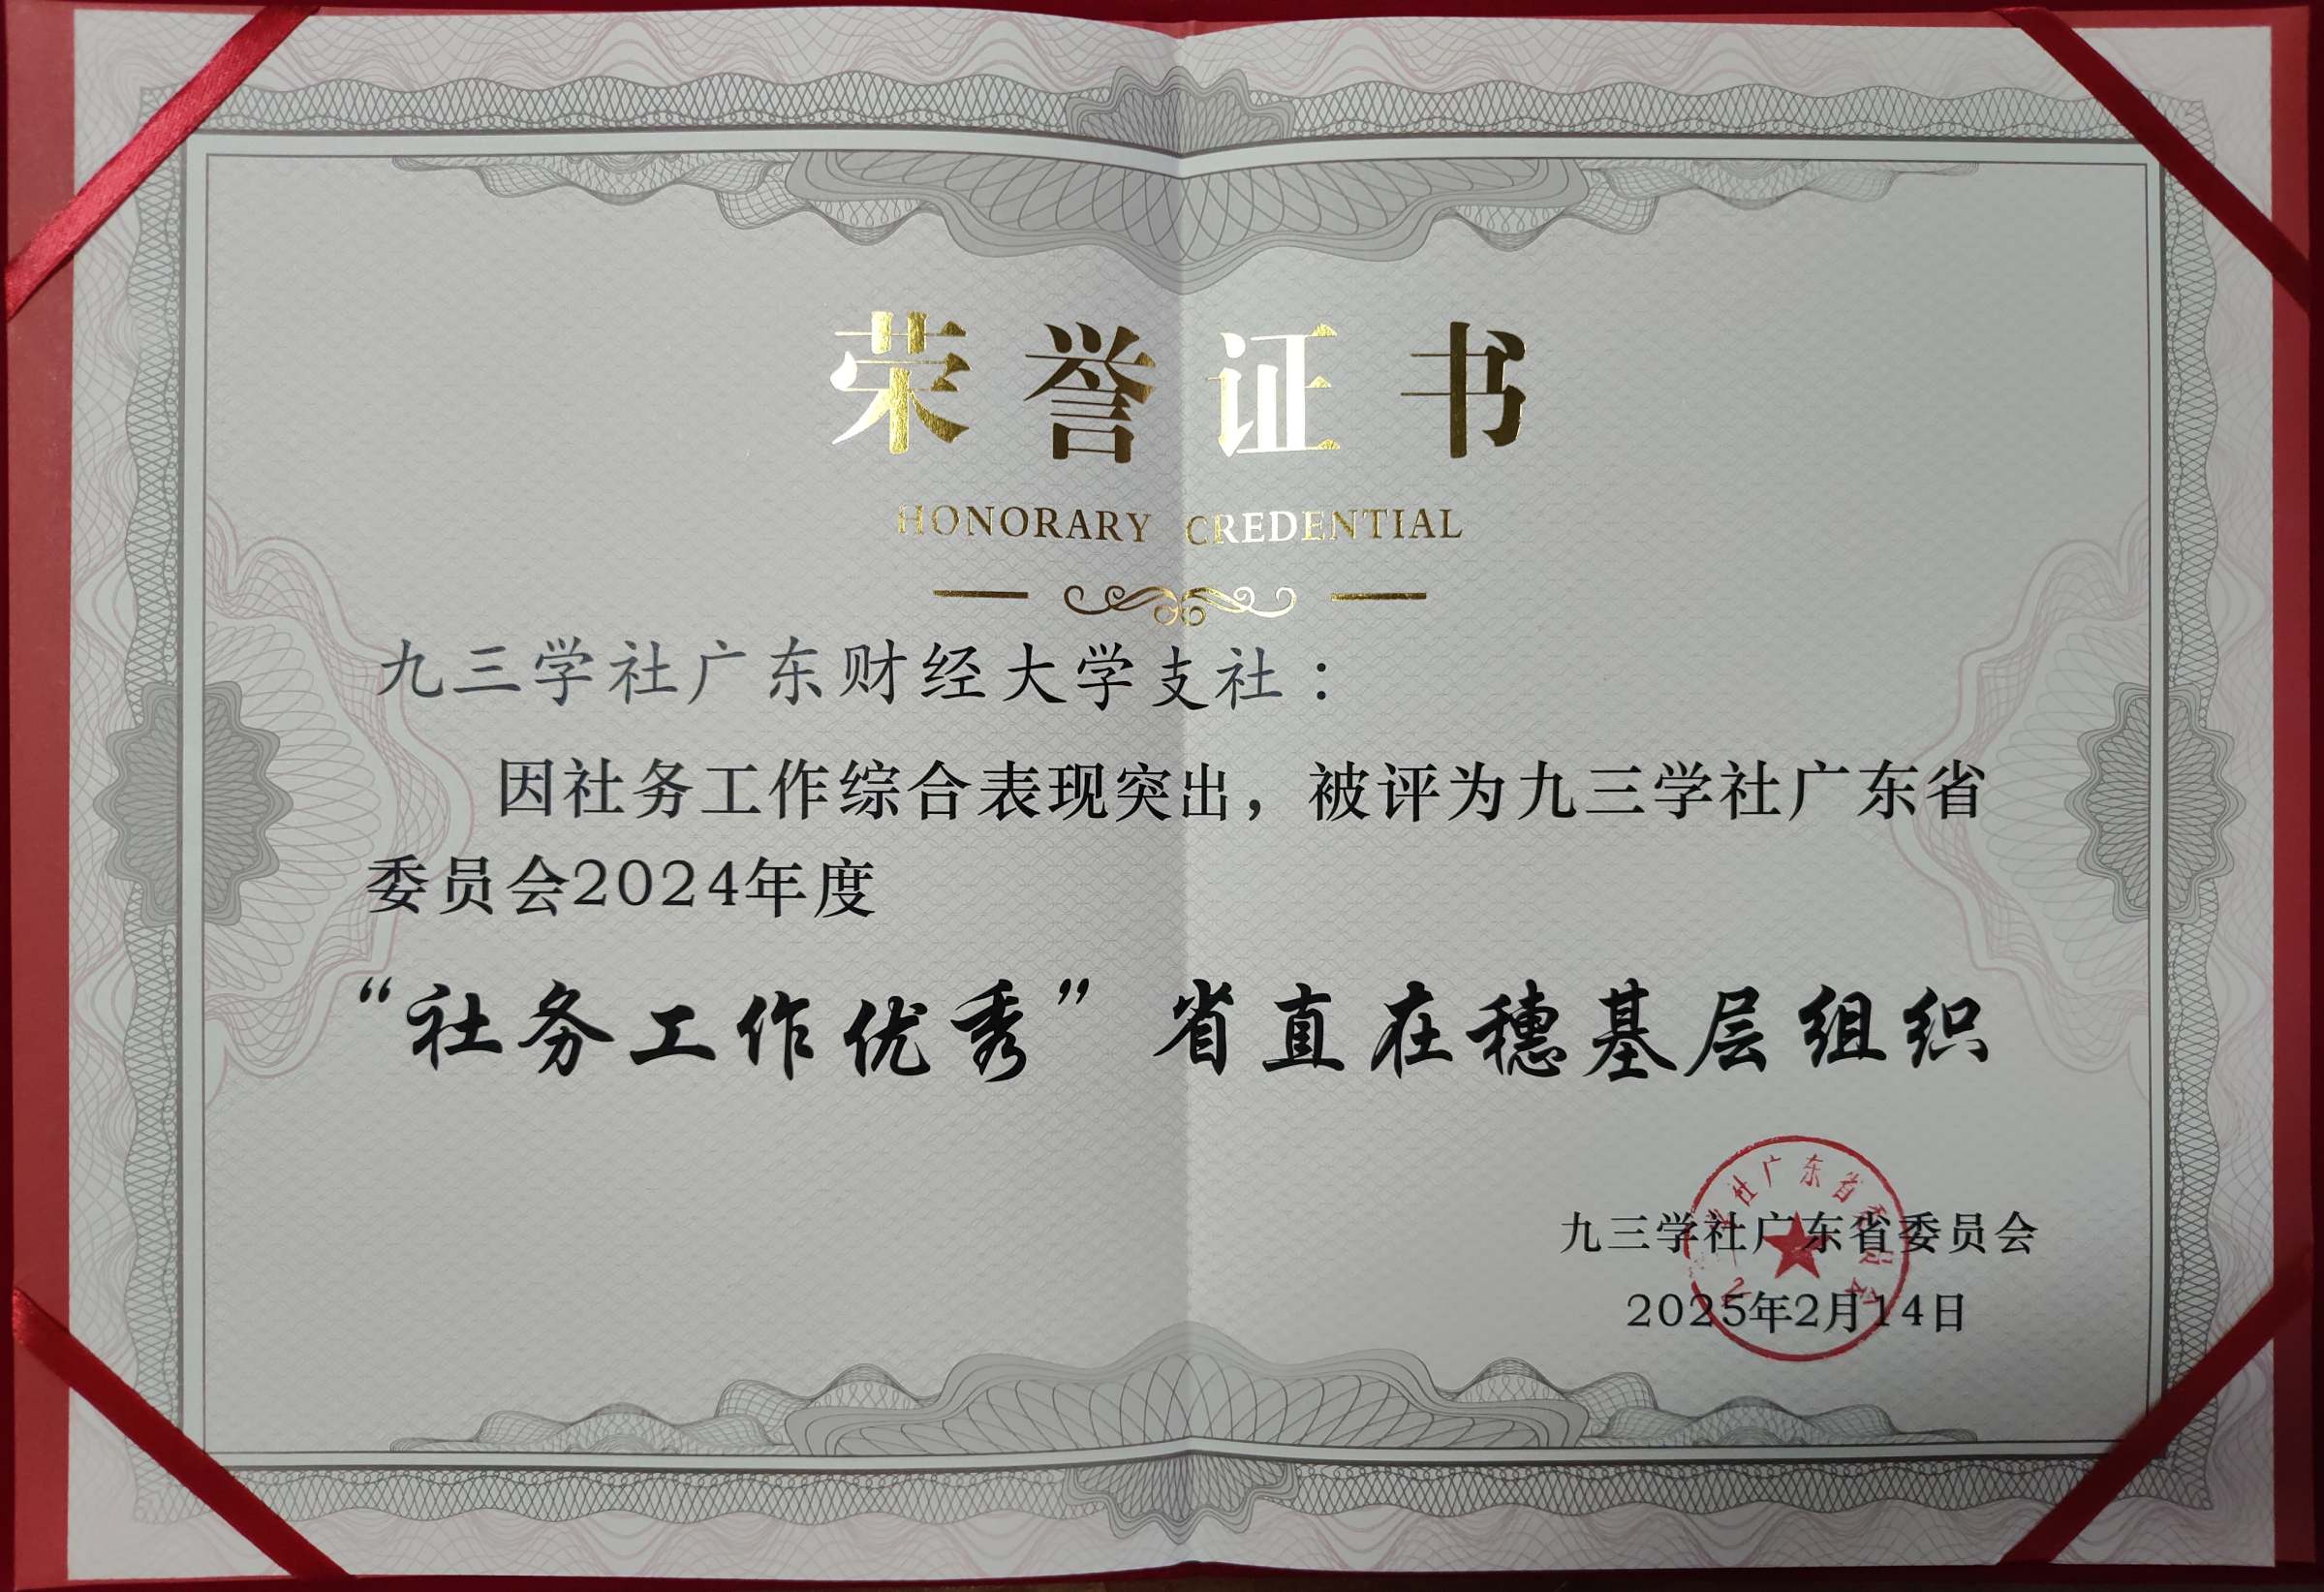 荣誉证书
HONORARY CREDENTIAL
九三学社广东财经大学支社：
因社务工作综合表现突出，被评为九三学社广东省
委员会2024年度
“社务工作优秀”省直在穗基层组织
九三学社广东省委员会
2025年2月14日
社广东省